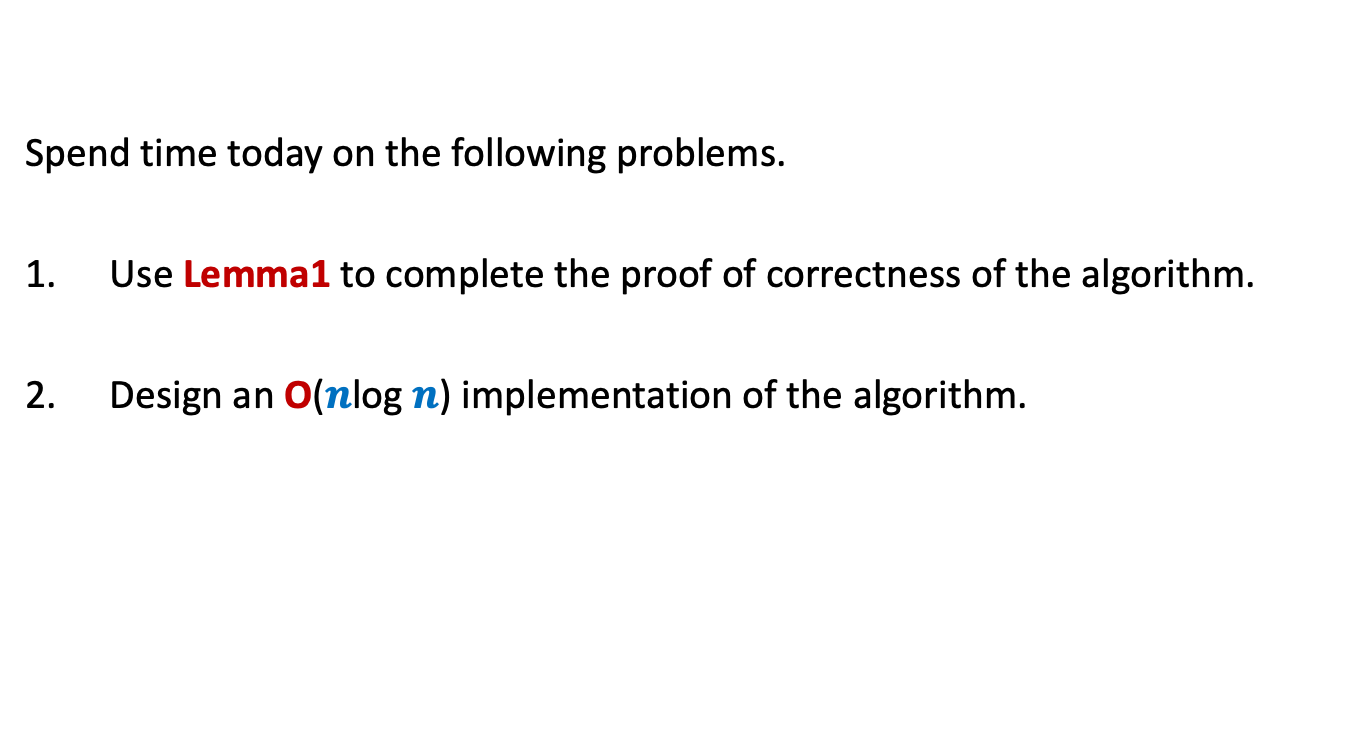 Spend time today on the following problems.
1. Use Lemma1 to complete the proof of correctness of the algorithm.
2. Design an O(nlog n) implementation of the algorithm.